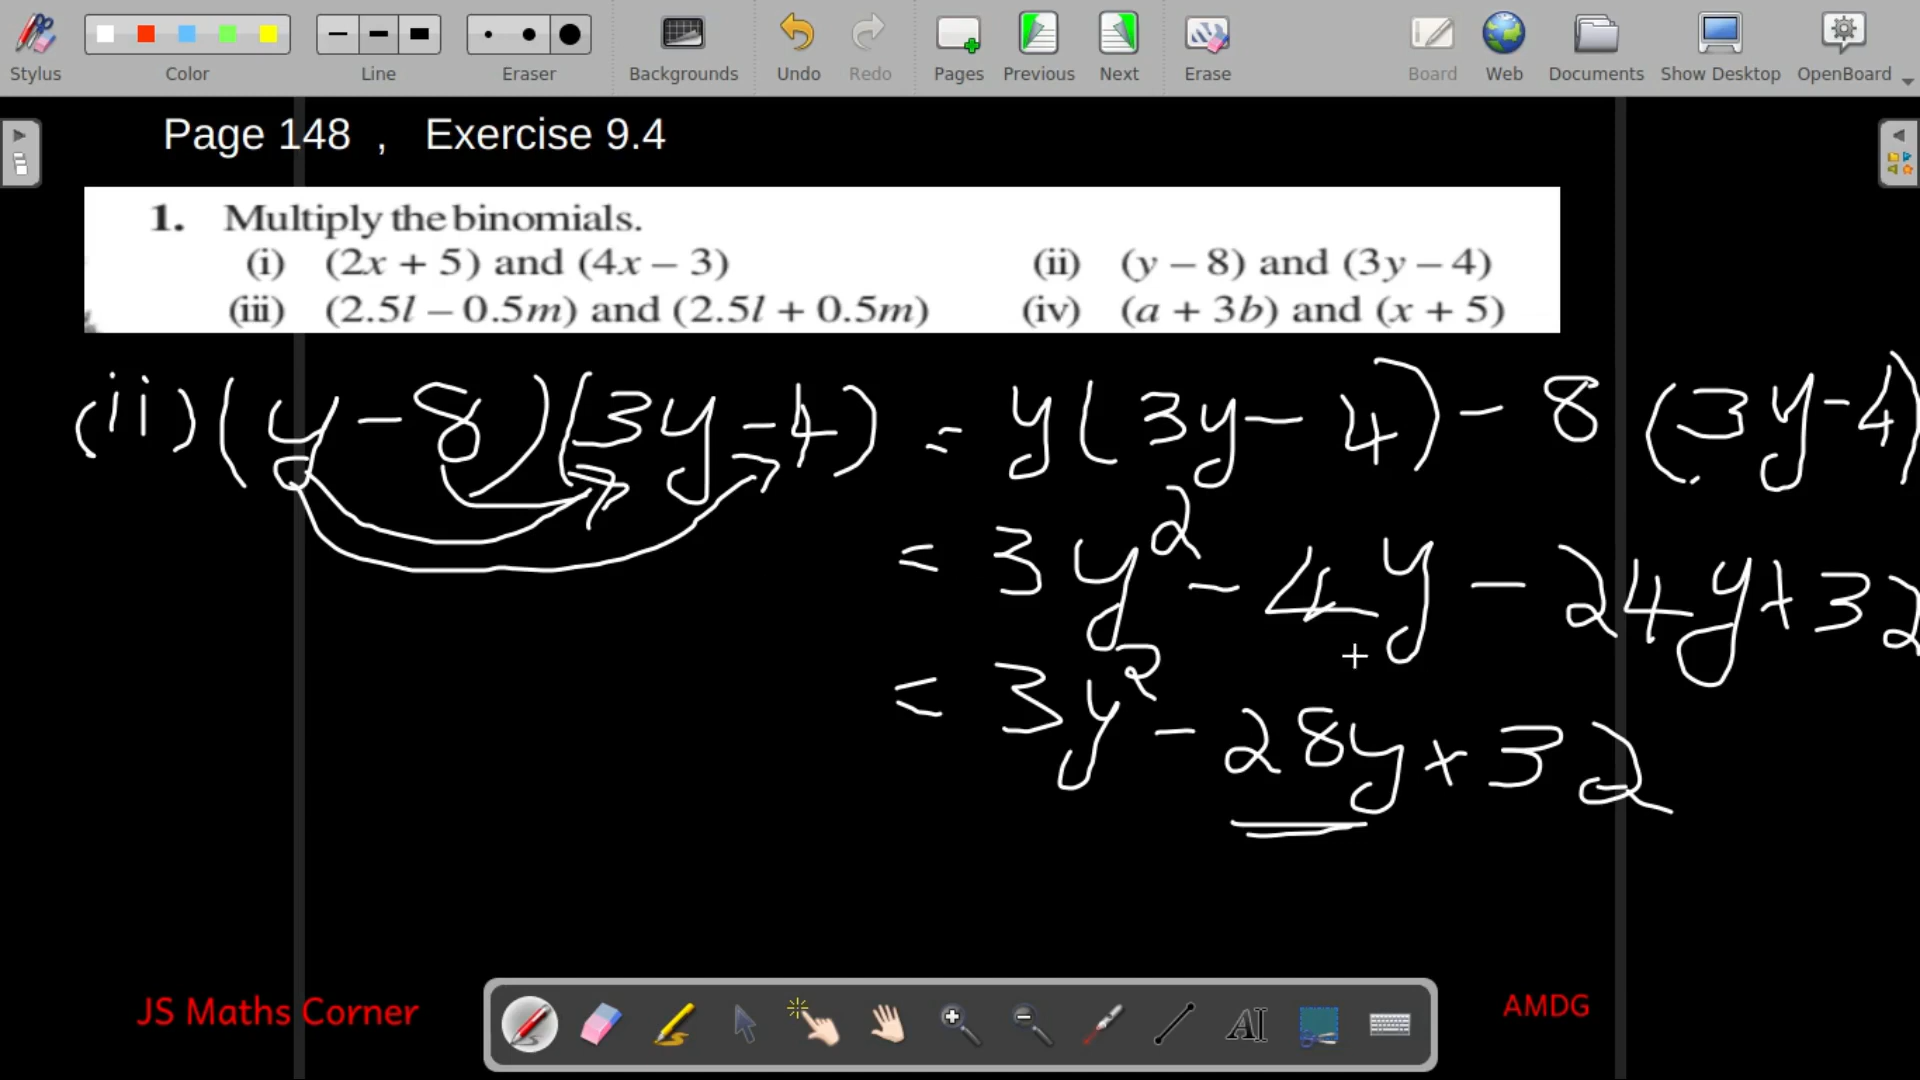 Stylus Color Line Eraser Backgrounds Undo Redo Pages Previous Next Erase Board Web Documents Show Desktop OpenBoard
Page 148 , Exercise 9.4
1. Multiply the binomials.
(i) (2x + 5) and (4x – 3) (ii) (y – 8) and (3y – 4)
(iii) (2.5l – 0.5m) and (2.5l + 0.5m) (iv) (a + 3b) and (x + 5)
(ii) (y – 8) (3y – 4) = y(3y – 4) – 8 (3y – 4)
= 3y² – 4y – 24y + 32
= 3y² – 28y + 32
JS Maths Corner
AMDG